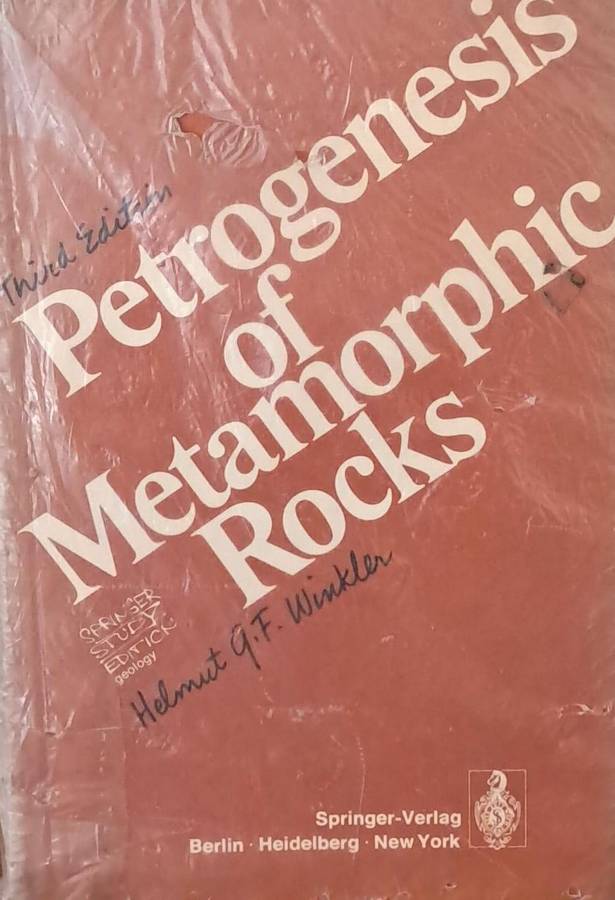 Third Edition
Petrogenesis
of
Metamorphic
Rocks
Helmut G.F. Winkler
SPRINGER
STUDY
EDITION
geology
Springer-Verlag
Berlin · Heidelberg · New York